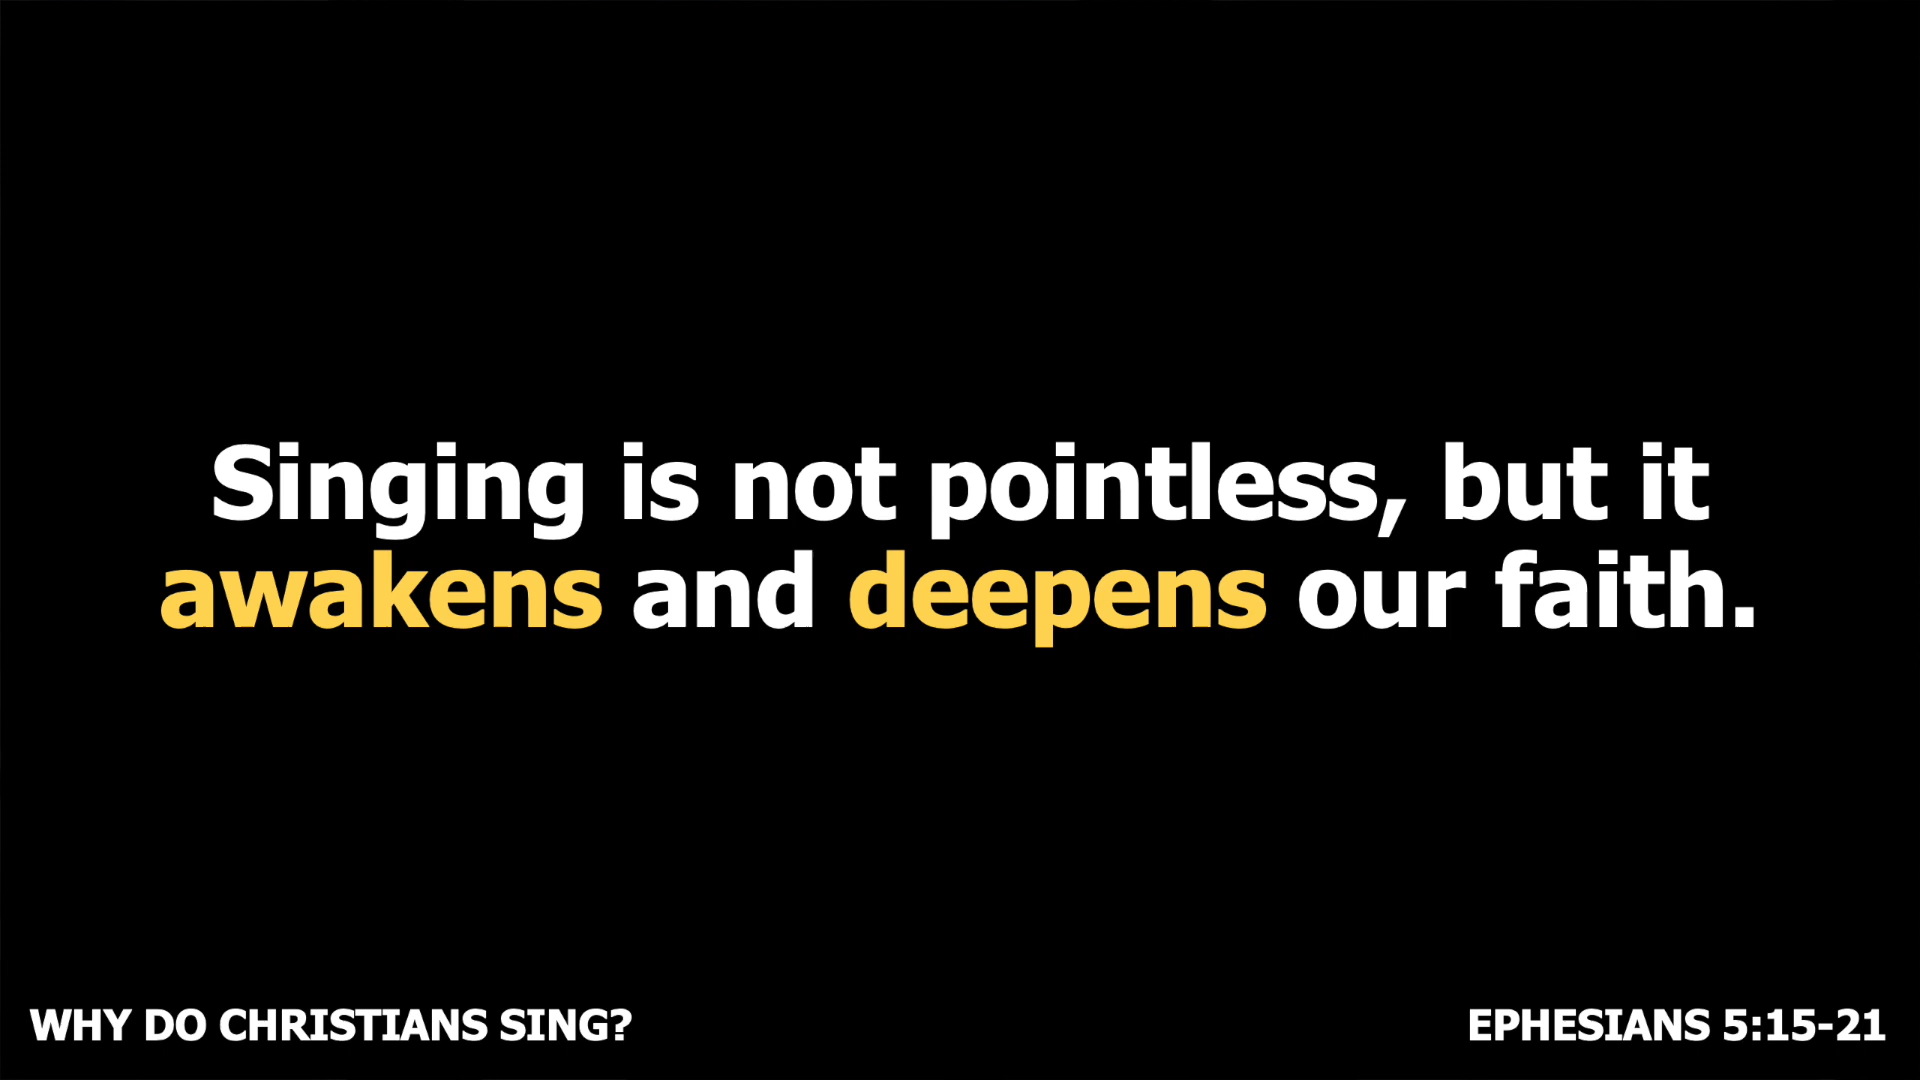 Singing is not pointless, but it
awakens and deepens our faith.
WHY DO CHRISTIANS SING?
EPHESIANS 5:15-21